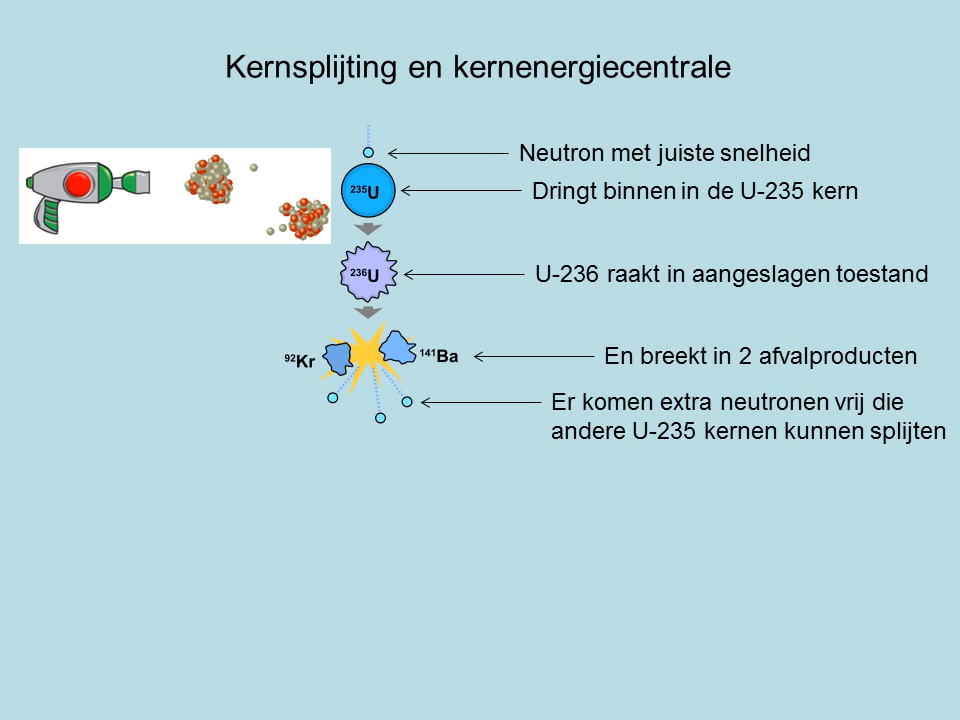 Kernsplijting en kernenergiecentrale
Neutron met juiste snelheid
²³⁵U
Dringt binnen in de U-235 kern
²³⁶U
U-236 raakt in aangeslagen toestand
⁹²Kr
¹⁴¹Ba
En breekt in 2 afvalproducten
Er komen extra neutronen vrij die
andere U-235 kernen kunnen splijten